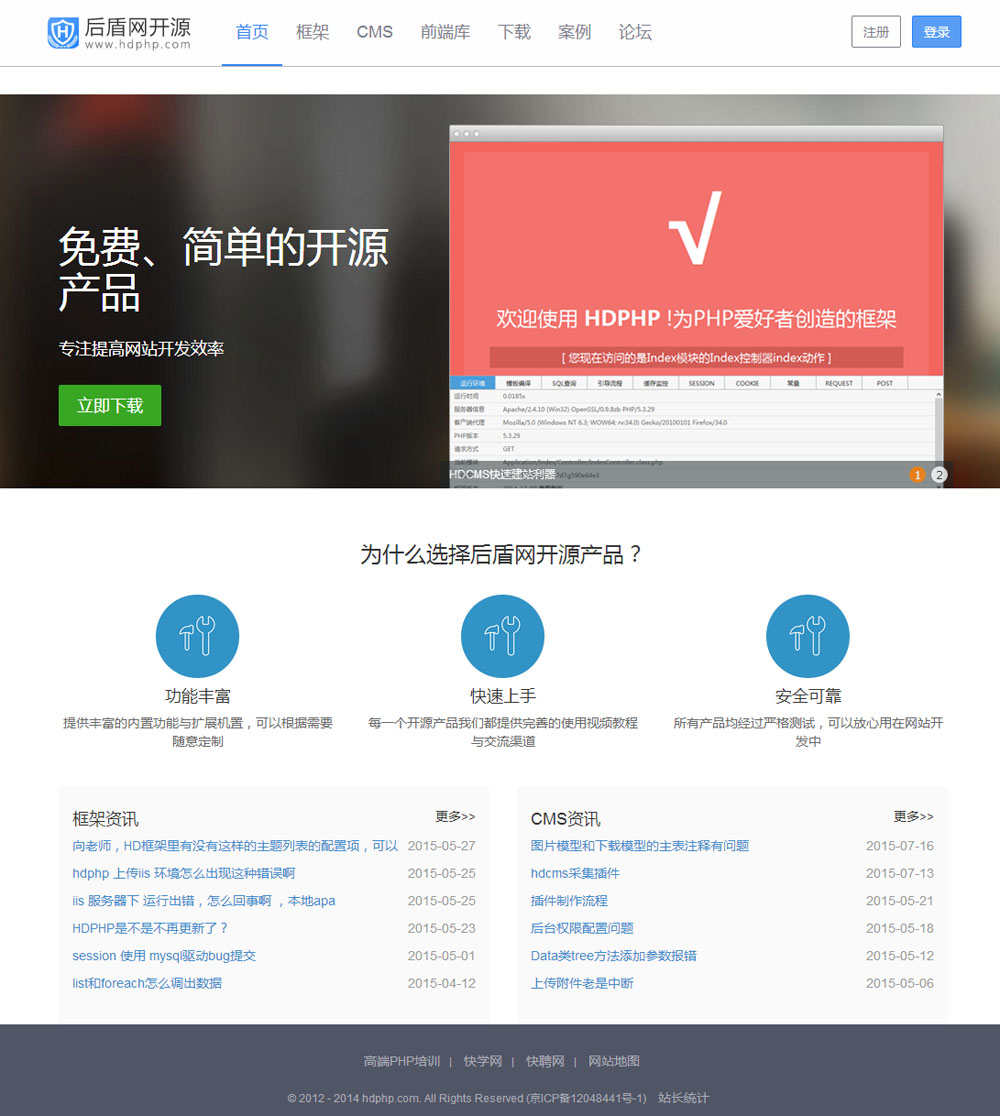 后盾网开源
www.hdphp.com
首页 框架 CMS 前端库 下载 案例 论坛 注册 登录
免费、简单的开源
产品
专注提高网站开发效率
立即下载
√
欢迎使用 HDPHP !为PHP爱好者创造的框架
[ 您现在访问的是Index模块的Index控制器index动作 ]
运行环境 模板编译 SQL查询 引导流程 缓存监控 SESSION COOKIE 常量 REQUEST POST
运行时间 0.0185s
服务器信息 Apache/2.4.10 (Win32) OpenSSL/0.9.8zb PHP/5.3.29
客户端代理 Mozilla/5.0 (Windows NT 6.3; WOW64; rv:34.0) Gecko/20100101 Firefox/34.0
PHP版本 5.3.29
请求方式 GET
当前模块 Application/Index/Controller/IndexController.class.php
HDCMS快速建站利器
1 2
为什么选择后盾网开源产品？
功能丰富
提供丰富的内置功能与扩展机置，可以根据需要
随意定制
快速上手
每一个开源产品我们都提供完善的使用视频教程
与交流渠道
安全可靠
所有产品均经过严格测试，可以放心用在网站开
发中
框架资讯 更多>>
向老师，HD框架里有没有这样的主题列表的配置项，可以 2015-05-27
hdphp 上传iis 环境怎么出现这种错误啊 2015-05-25
iis 服务器下 运行出错，怎么回事啊 ，本地apa 2015-05-25
HDPHP是不是不再更新了？ 2015-05-23
session 使用 mysql驱动bug提交 2015-05-01
list和foreach怎么调出数据 2015-04-12
CMS资讯 更多>>
图片模型和下载模型的主表注释有问题 2015-07-16
hdcms采集插件 2015-07-13
插件制作流程 2015-05-21
后台权限配置问题 2015-05-18
Data类tree方法添加参数报错 2015-05-12
上传附件老是中断 2015-05-06
高端PHP培训 | 快学网 | 快聘网 | 网站地图
© 2012 - 2014 hdphp.com. All Rights Reserved (京ICP备12048441号-1) 站长统计